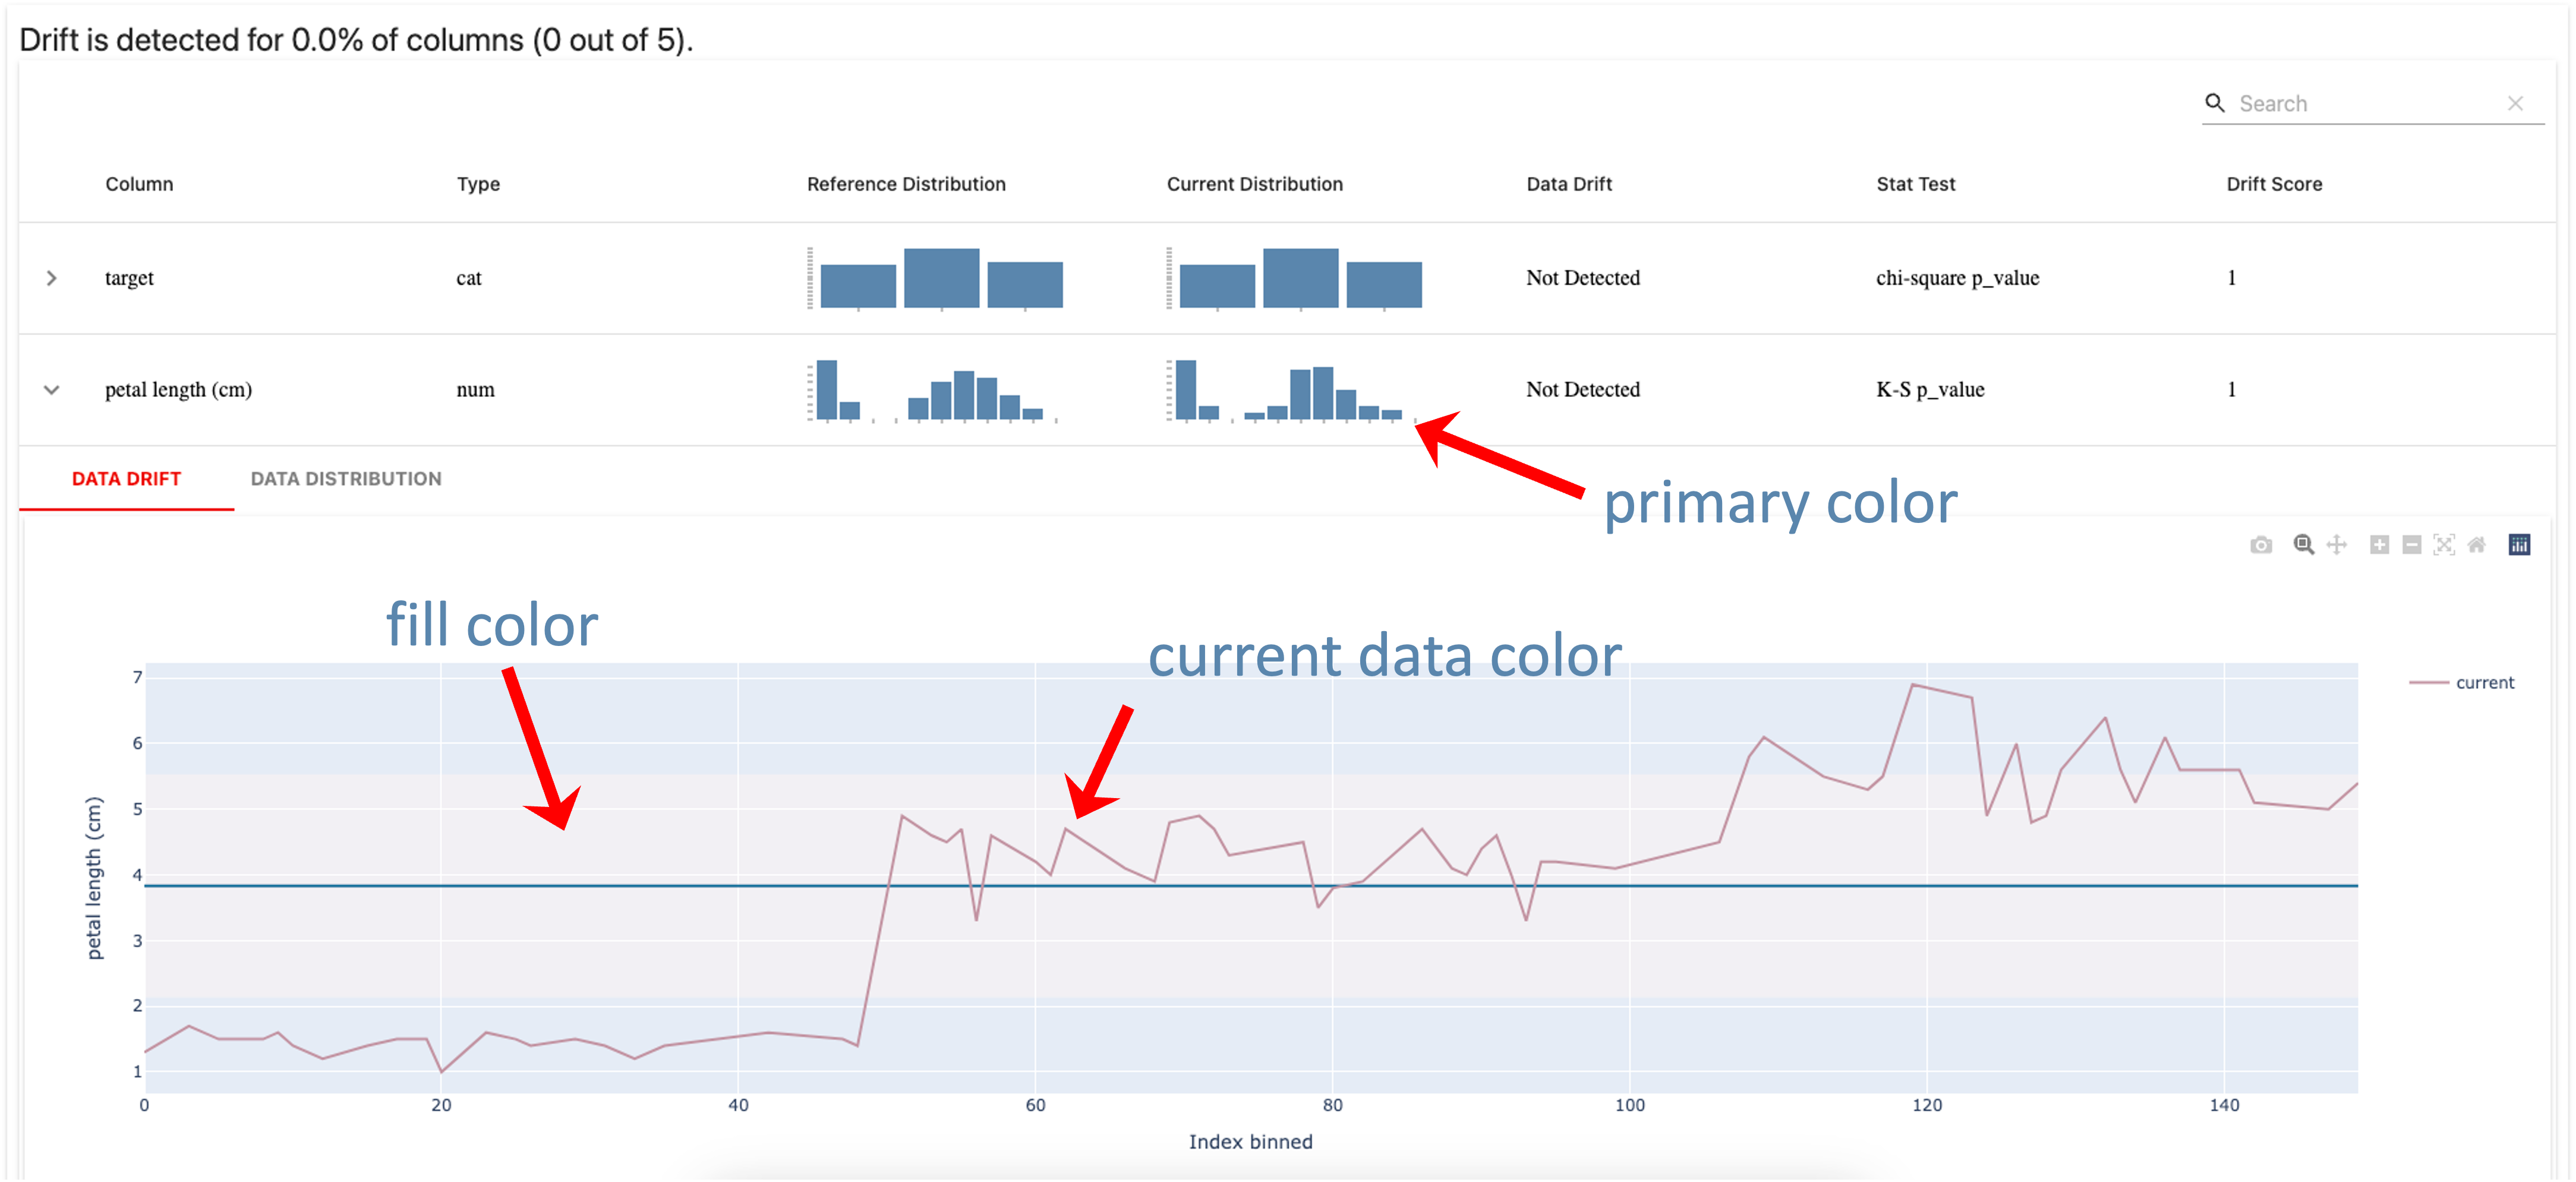 Drift is detected for 0.0% of columns (0 out of 5).
Search
Column Type Reference Distribution Current Distribution Data Drift Stat Test Drift Score
target cat Not Detected chi-square p_value 1
petal length (cm) num Not Detected K-S p_value 1
DATA DRIFT DATA DISTRIBUTION
primary color
fill color
current data color
current
7
6
5
4
3
2
1
petal length (cm)
0 20 40 60 80 100 120 140
Index binned